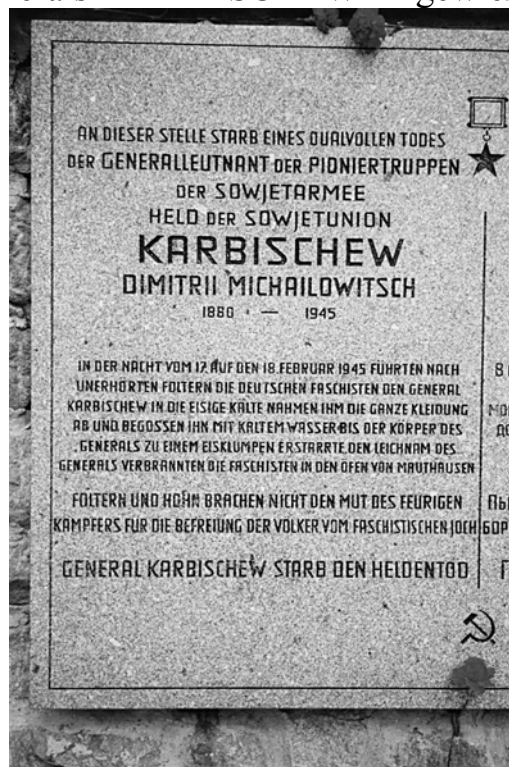 AN DIESER STELLE STARB EINES QUALVOLLEN TODES
DER GENERALLEUTNANT DER PIONIERTRUPPEN
DER SOWJETARMEE
HELD DER SOWJETUNION
KARBISCHEW
DIMITRII MICHAILOWITSCH
1880 — 1945
IN DER NACHT VOM 17. AUF DEN 18. FEBRUAR 1945 FÜHRTEN NACH
UNERHÖRTEN FOLTERN DIE DEUTSCHEN FASCHISTEN DEN GENERAL
KARBISCHEW IN DIE EISIGE KÄLTE NAHMEN IHM DIE GANZE KLEIDUNG
AB UND BEGOSSEN IHN MIT KALTEM WASSER BIS DER KÖRPER DES
GENERALS ZU EINEM EISKLUMPEN ERSTARRTE DEN LEICHNAM DES
GENERALS VERBRANNTEN DIE FASCHISTEN IN DEN ÖFEN VON MAUTHAUSEN
FOLTERN UND HOHN BRACHEN NICHT DEN MUT DES FEURIGEN
KÄMPFERS FÜR DIE BEFREIUNG DER VÖLKER VOM FASCHISTISCHEN JOCH
GENERAL KARBISCHEW STARB DEN HELDENTOD